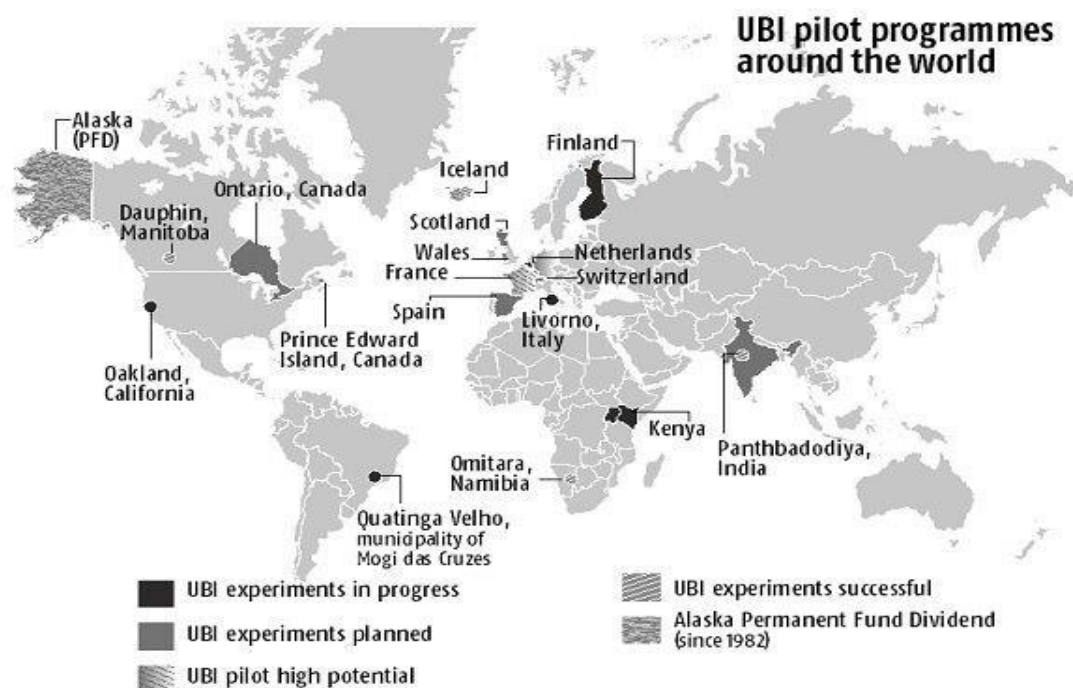 UBI pilot programmes
around the world
Alaska
(PFD)
Ontario, Canada
Dauphin,
Manitoba
Iceland
Finland
Scotland
Wales
Netherlands
France
Switzerland
Spain
Livorno,
Italy
Prince Edward
Island, Canada
Oakland,
California
Kenya
Panthbadodiya,
India
Omitara,
Namibia
Quatinga Velho,
municipality of
Mogi das Cruzes
UBI experiments in progress
UBI experiments planned
UBI pilot high potential
UBI experiments successful
Alaska Permanent Fund Dividend
(since 1982)